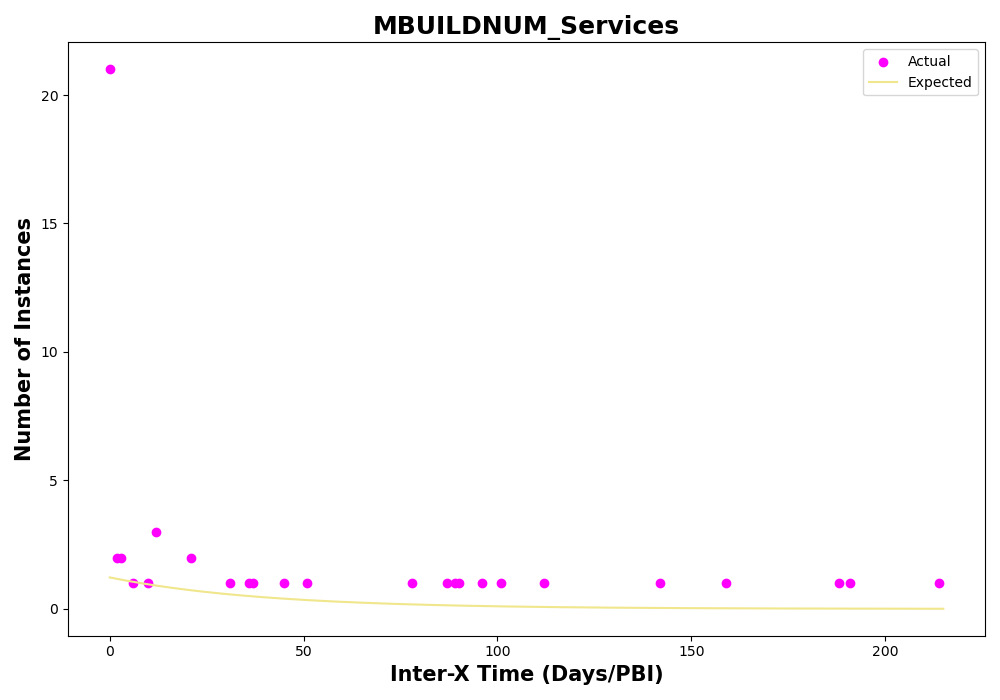 MBUILDNUM_Services
Actual
Expected
Number of Instances
20
15
10
5
0
0
50
100
150
200
Inter-X Time (Days/PBI)